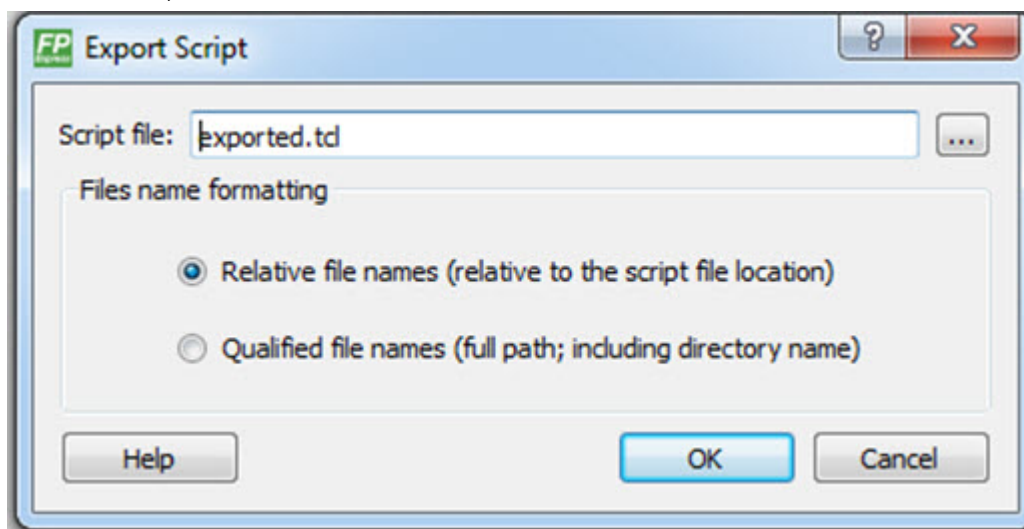 FP Export Script
Script file: exported.tcl ...
Files name formatting
Relative file names (relative to the script file location)
Qualified file names (full path; including directory name)
Help OK Cancel